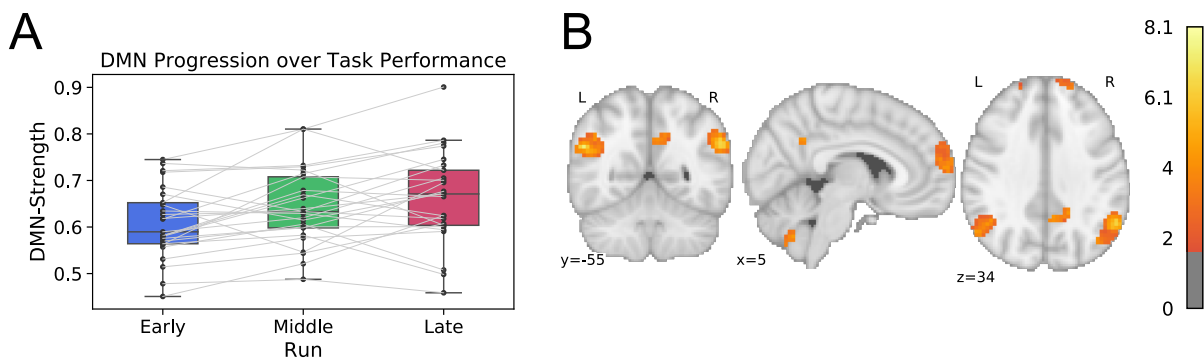 A
DMN Progression over Task Performance
DMN-Strength
0.9
0.8
0.7
0.6
0.5
Early
Middle
Late
Run
B
L
R
y=-55
x=5
L
R
z=34
8.1
6.1
4
2
0